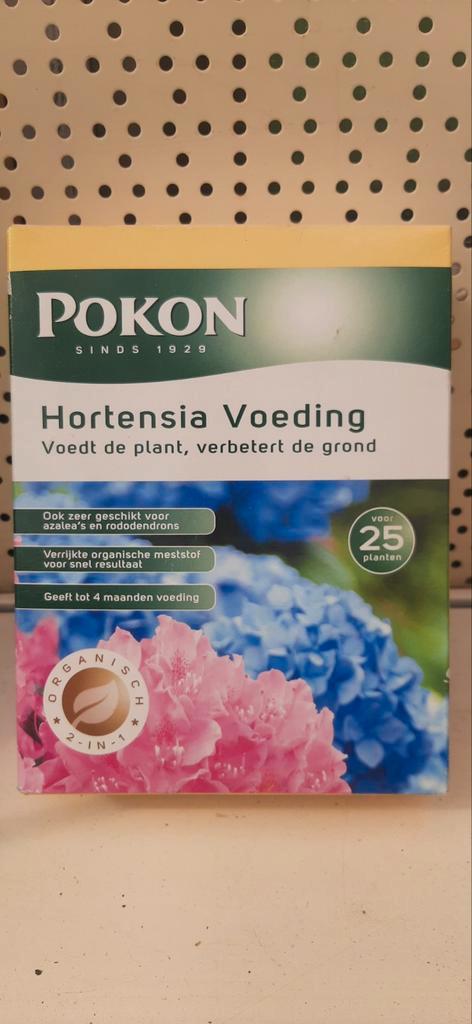 POKON
SINDS 1929
Hortensia Voeding
Voedt de plant, verbetert de grond
Ook zeer geschikt voor
azalea's en rododendrons
Verrijkte organische meststof
voor snel resultaat
Geeft tot 4 maanden voeding
voor
25
planten
ORGANISCH
2-IN-1